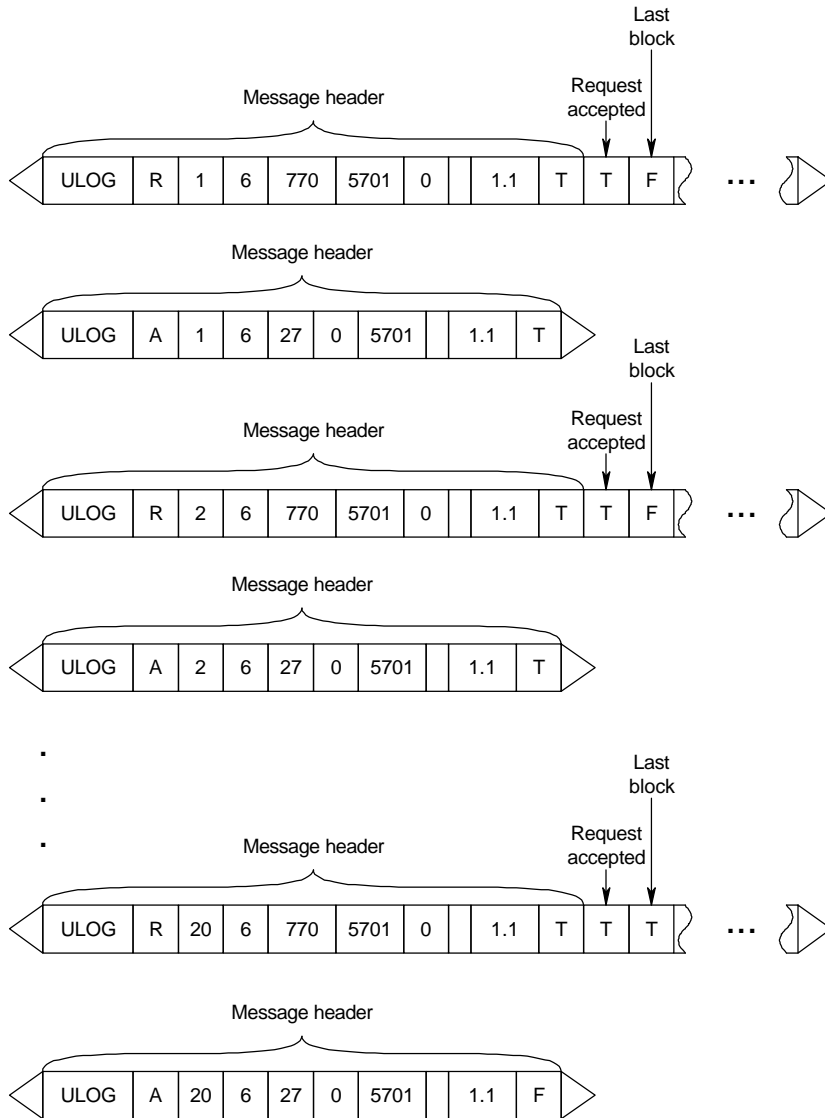 Last
block
Request
accepted
Message header
ULOG R 1 6 770 5701 0 1.1 T T F ...
Message header
ULOG A 1 6 27 0 5701 1.1 T
Last
block
Request
accepted
Message header
ULOG R 2 6 770 5701 0 1.1 T T F ...
Message header
ULOG A 2 6 27 0 5701 1.1 T
.
.
.
Last
block
Request
accepted
Message header
ULOG R 20 6 770 5701 0 1.1 T T T ...
Message header
ULOG A 20 6 27 0 5701 1.1 F